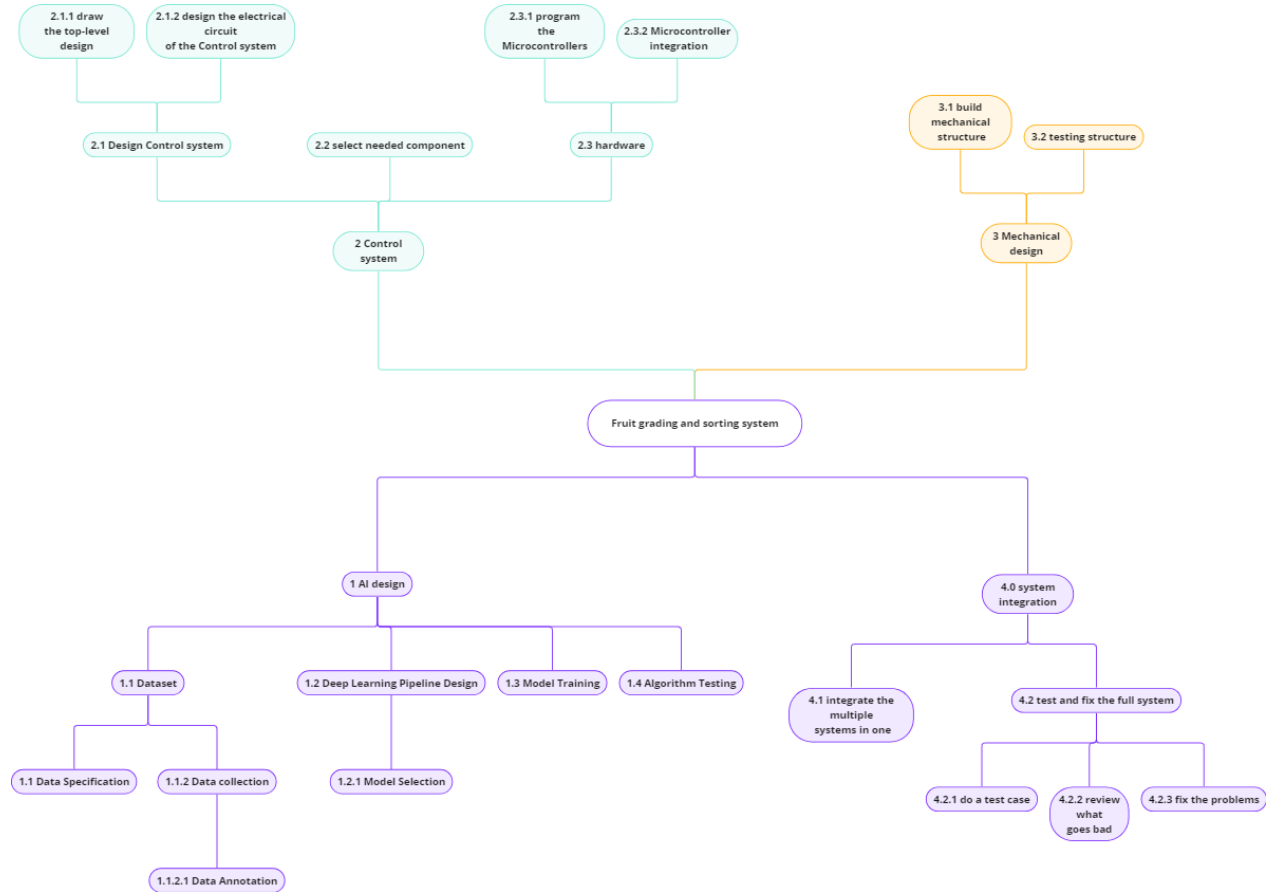 2.1.1 draw
the top-level
design
2.1.2 design the electrical
circuit
of the Control system
2.3.1 program
the
Microcontrollers
2.3.2 Microcontroller
integration
3.1 build
mechanical
structure
3.2 testing structure
2.1 Design Control system
2.2 select needed component
2.3 hardware
2 Control
system
3 Mechanical
design
Fruit grading and sorting system
1 AI design
4.0 system
integration
1.1 Dataset
1.2 Deep Learning Pipeline Design
1.3 Model Training
1.4 Algorithm Testing
4.1 integrate the
multiple
systems in one
4.2 test and fix the full system
1.1 Data Specification
1.1.2 Data collection
1.2.1 Model Selection
4.2.1 do a test case
4.2.2 review
what
goes bad
4.2.3 fix the problems
1.1.2.1 Data Annotation